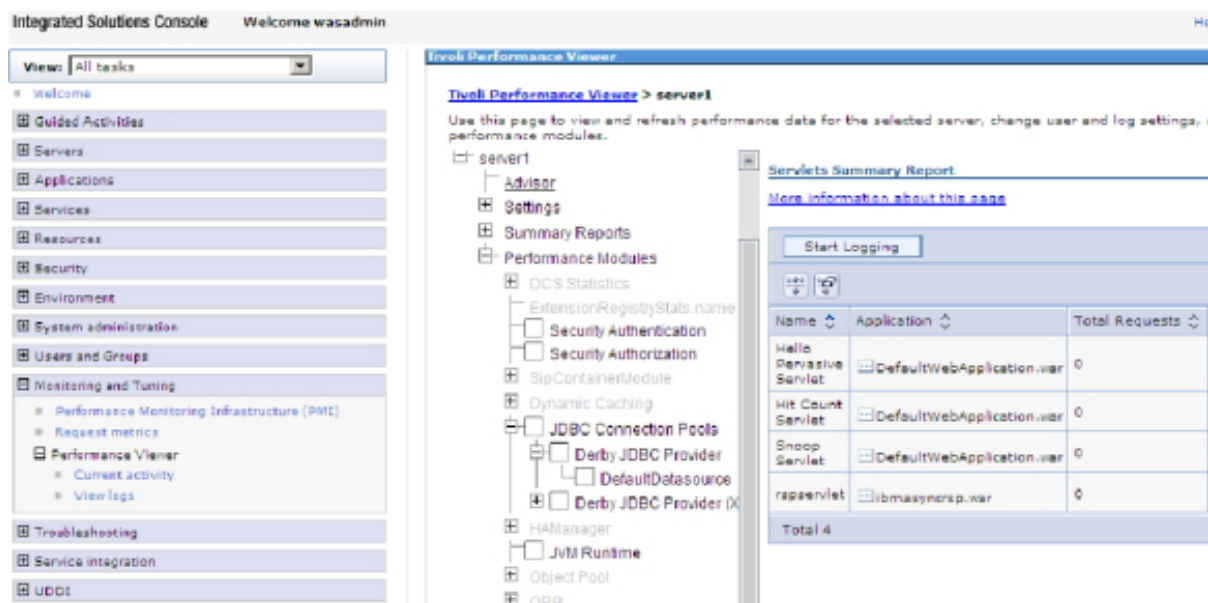 Integrated Solutions Console Welcome wasadmin
He
View: All tasks
Welcome
Guided Activities
Servers
Applications
Services
Resources
Security
Environment
System administration
Users and Groups
Monitoring and Tuning
Performance Monitoring Infrastructure (PMI)
Request metrics
Performance Viewer
Current activity
View logs
Troubleshooting
Service integration
UDDI
Tivoli Performance Viewer
Tivoli Performance Viewer > server1
Use this page to view and refresh performance data for the selected server, change user and log settings,
performance modules.
server1
Advisor
Settings
Summary Reports
Performance Modules
DCS Statistics
ExtensionRegistryStats.name
Security Authentication
Security Authorization
SipContainerModule
Dynamic Caching
JDBC Connection Pools
Derby JDBC Provider
DefaultDatasource
Derby JDBC Provider (X
HAManager
JVM Runtime
Object Pool
ORB
Servlets Summary Report
More information about this page
Start Logging
Name Application Total Requests
Hello
Pervasive
Servlet
DefaultWebApplication.war 0
Hit Count
Servlet
DefaultWebApplication.war 0
Snoop
Servlet
DefaultWebApplication.war 0
rspservlet ibmasyncrsp.war 0
Total 4